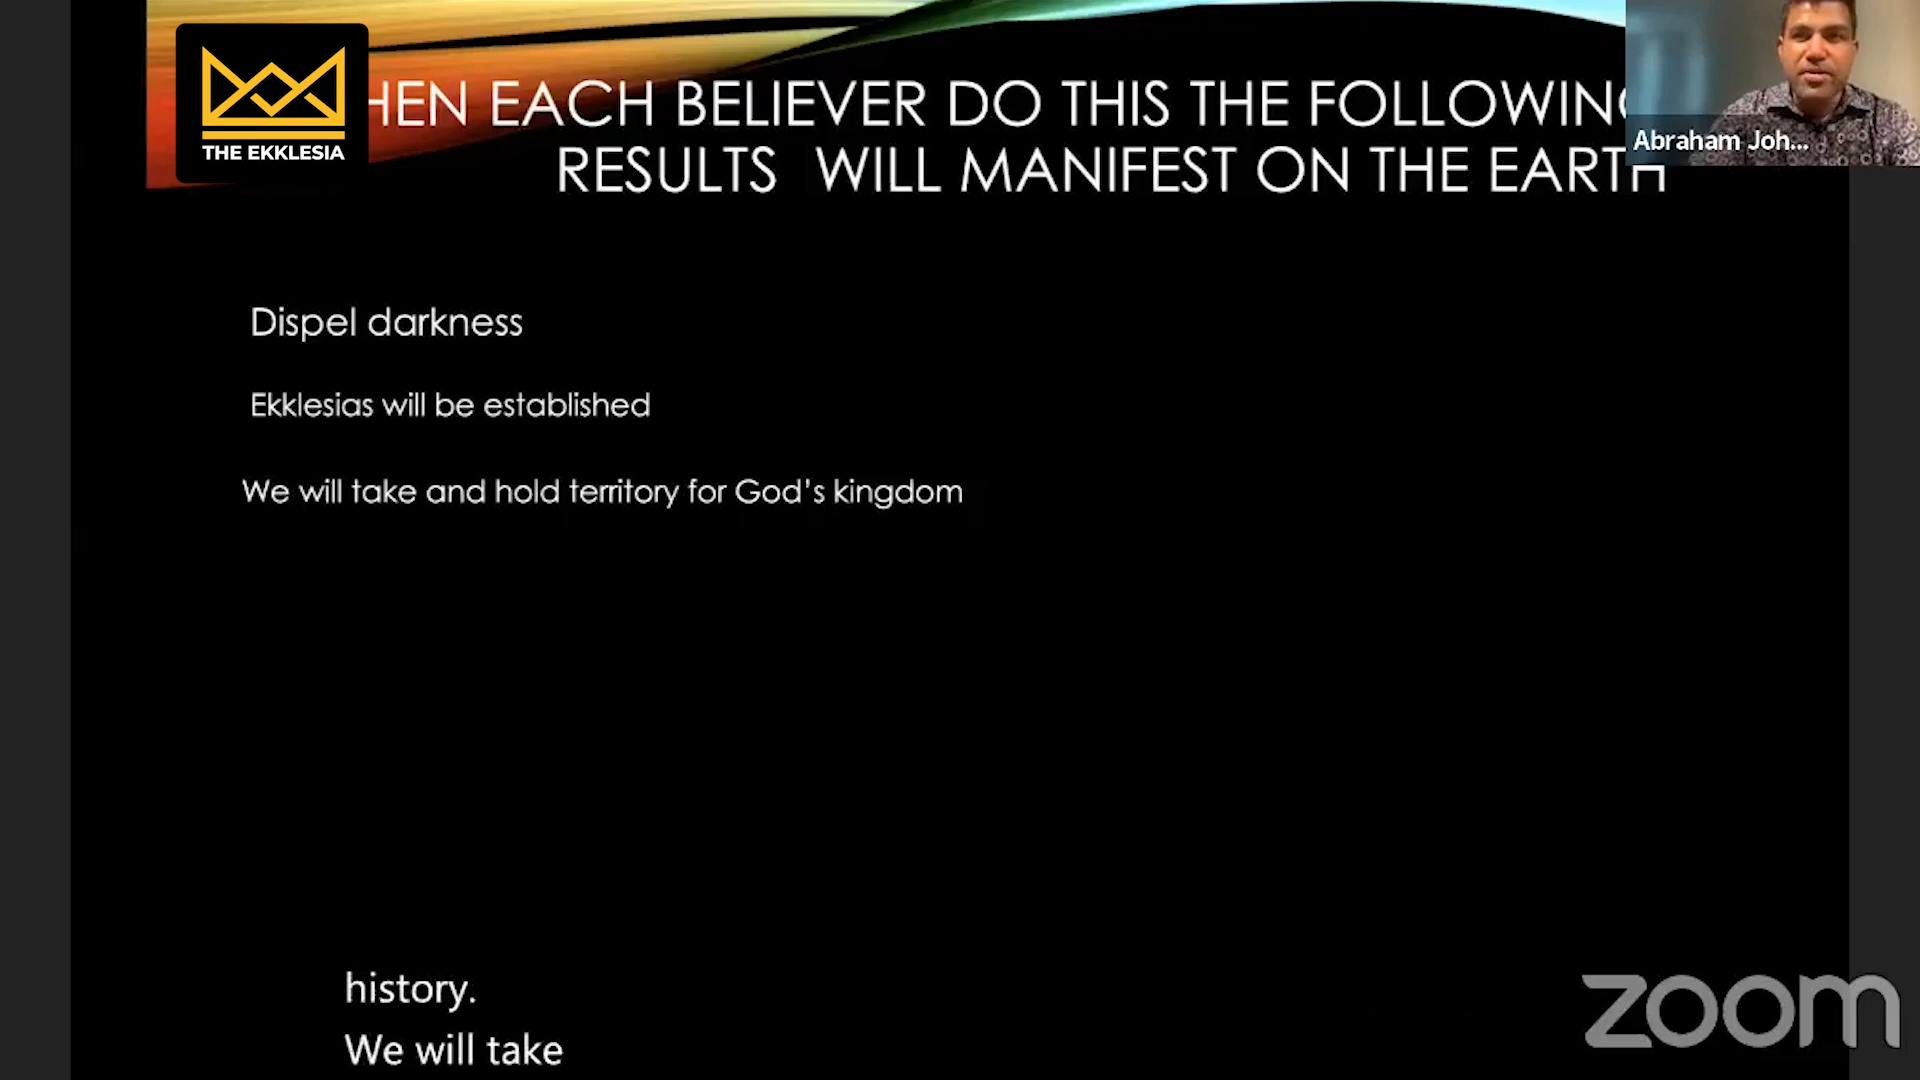 THE EKKLESIA
HEN EACH BELIEVER DO THIS THE FOLLOWING
RESULTS WILL MANIFEST ON THE EARTH
Abraham Joh...
Dispel darkness
Ekklesias will be established
We will take and hold territory for God's kingdom
history.
We will take
zoom